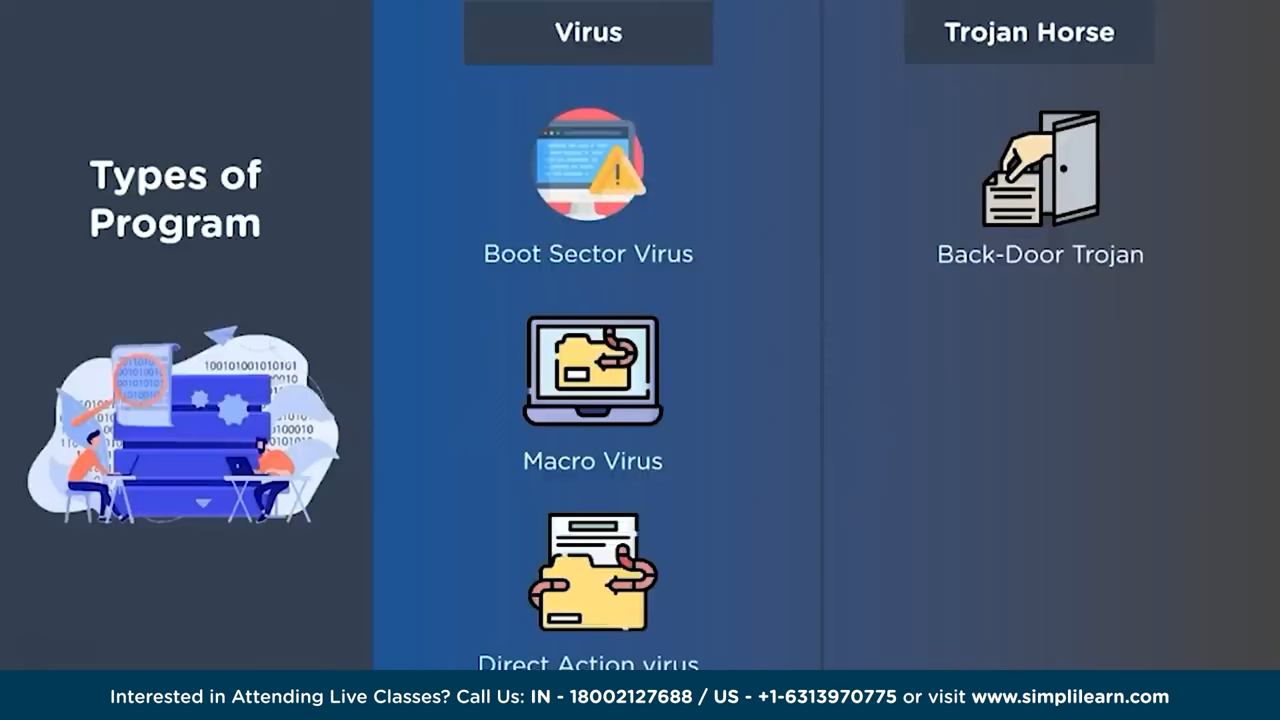 Types of
Program
Virus
Boot Sector Virus
Macro Virus
Direct Action virus
Trojan Horse
Back-Door Trojan
Interested in Attending Live Classes? Call Us: IN - 18002127688 / US - +1-6313970775 or visit www.simplilearn.com